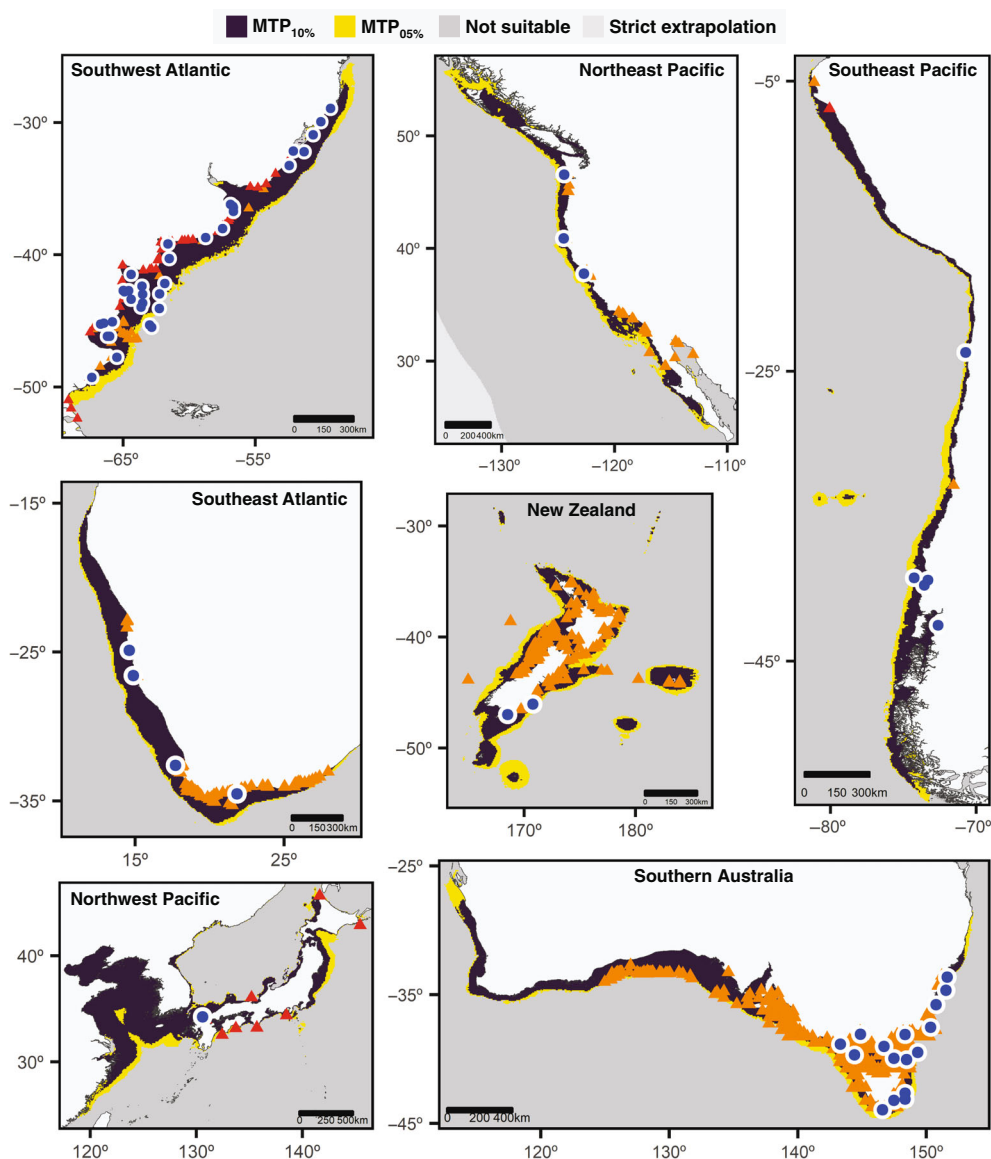 MTP10% MTP05% Not suitable Strict extrapolation
Southwest Atlantic
−30º
−40º
−50º
0 150 300km
−65º −55º
Northeast Pacific
50º
40º
30º
0 200400km
−130º −120º −110º
Southeast Pacific
−5º
−25º
−45º
0 150 300km
−80º −70º
Southeast Atlantic
−15º
−25º
−35º
0 150 300km
15º 25º
New Zealand
−30º
−40º
−50º
0 150 300km
170º 180º
Northwest Pacific
40º
30º
0 250 500km
120º 130º 140º
Southern Australia
−25º
−35º
−45º
0 200 400km
120º 130º 140º 150º